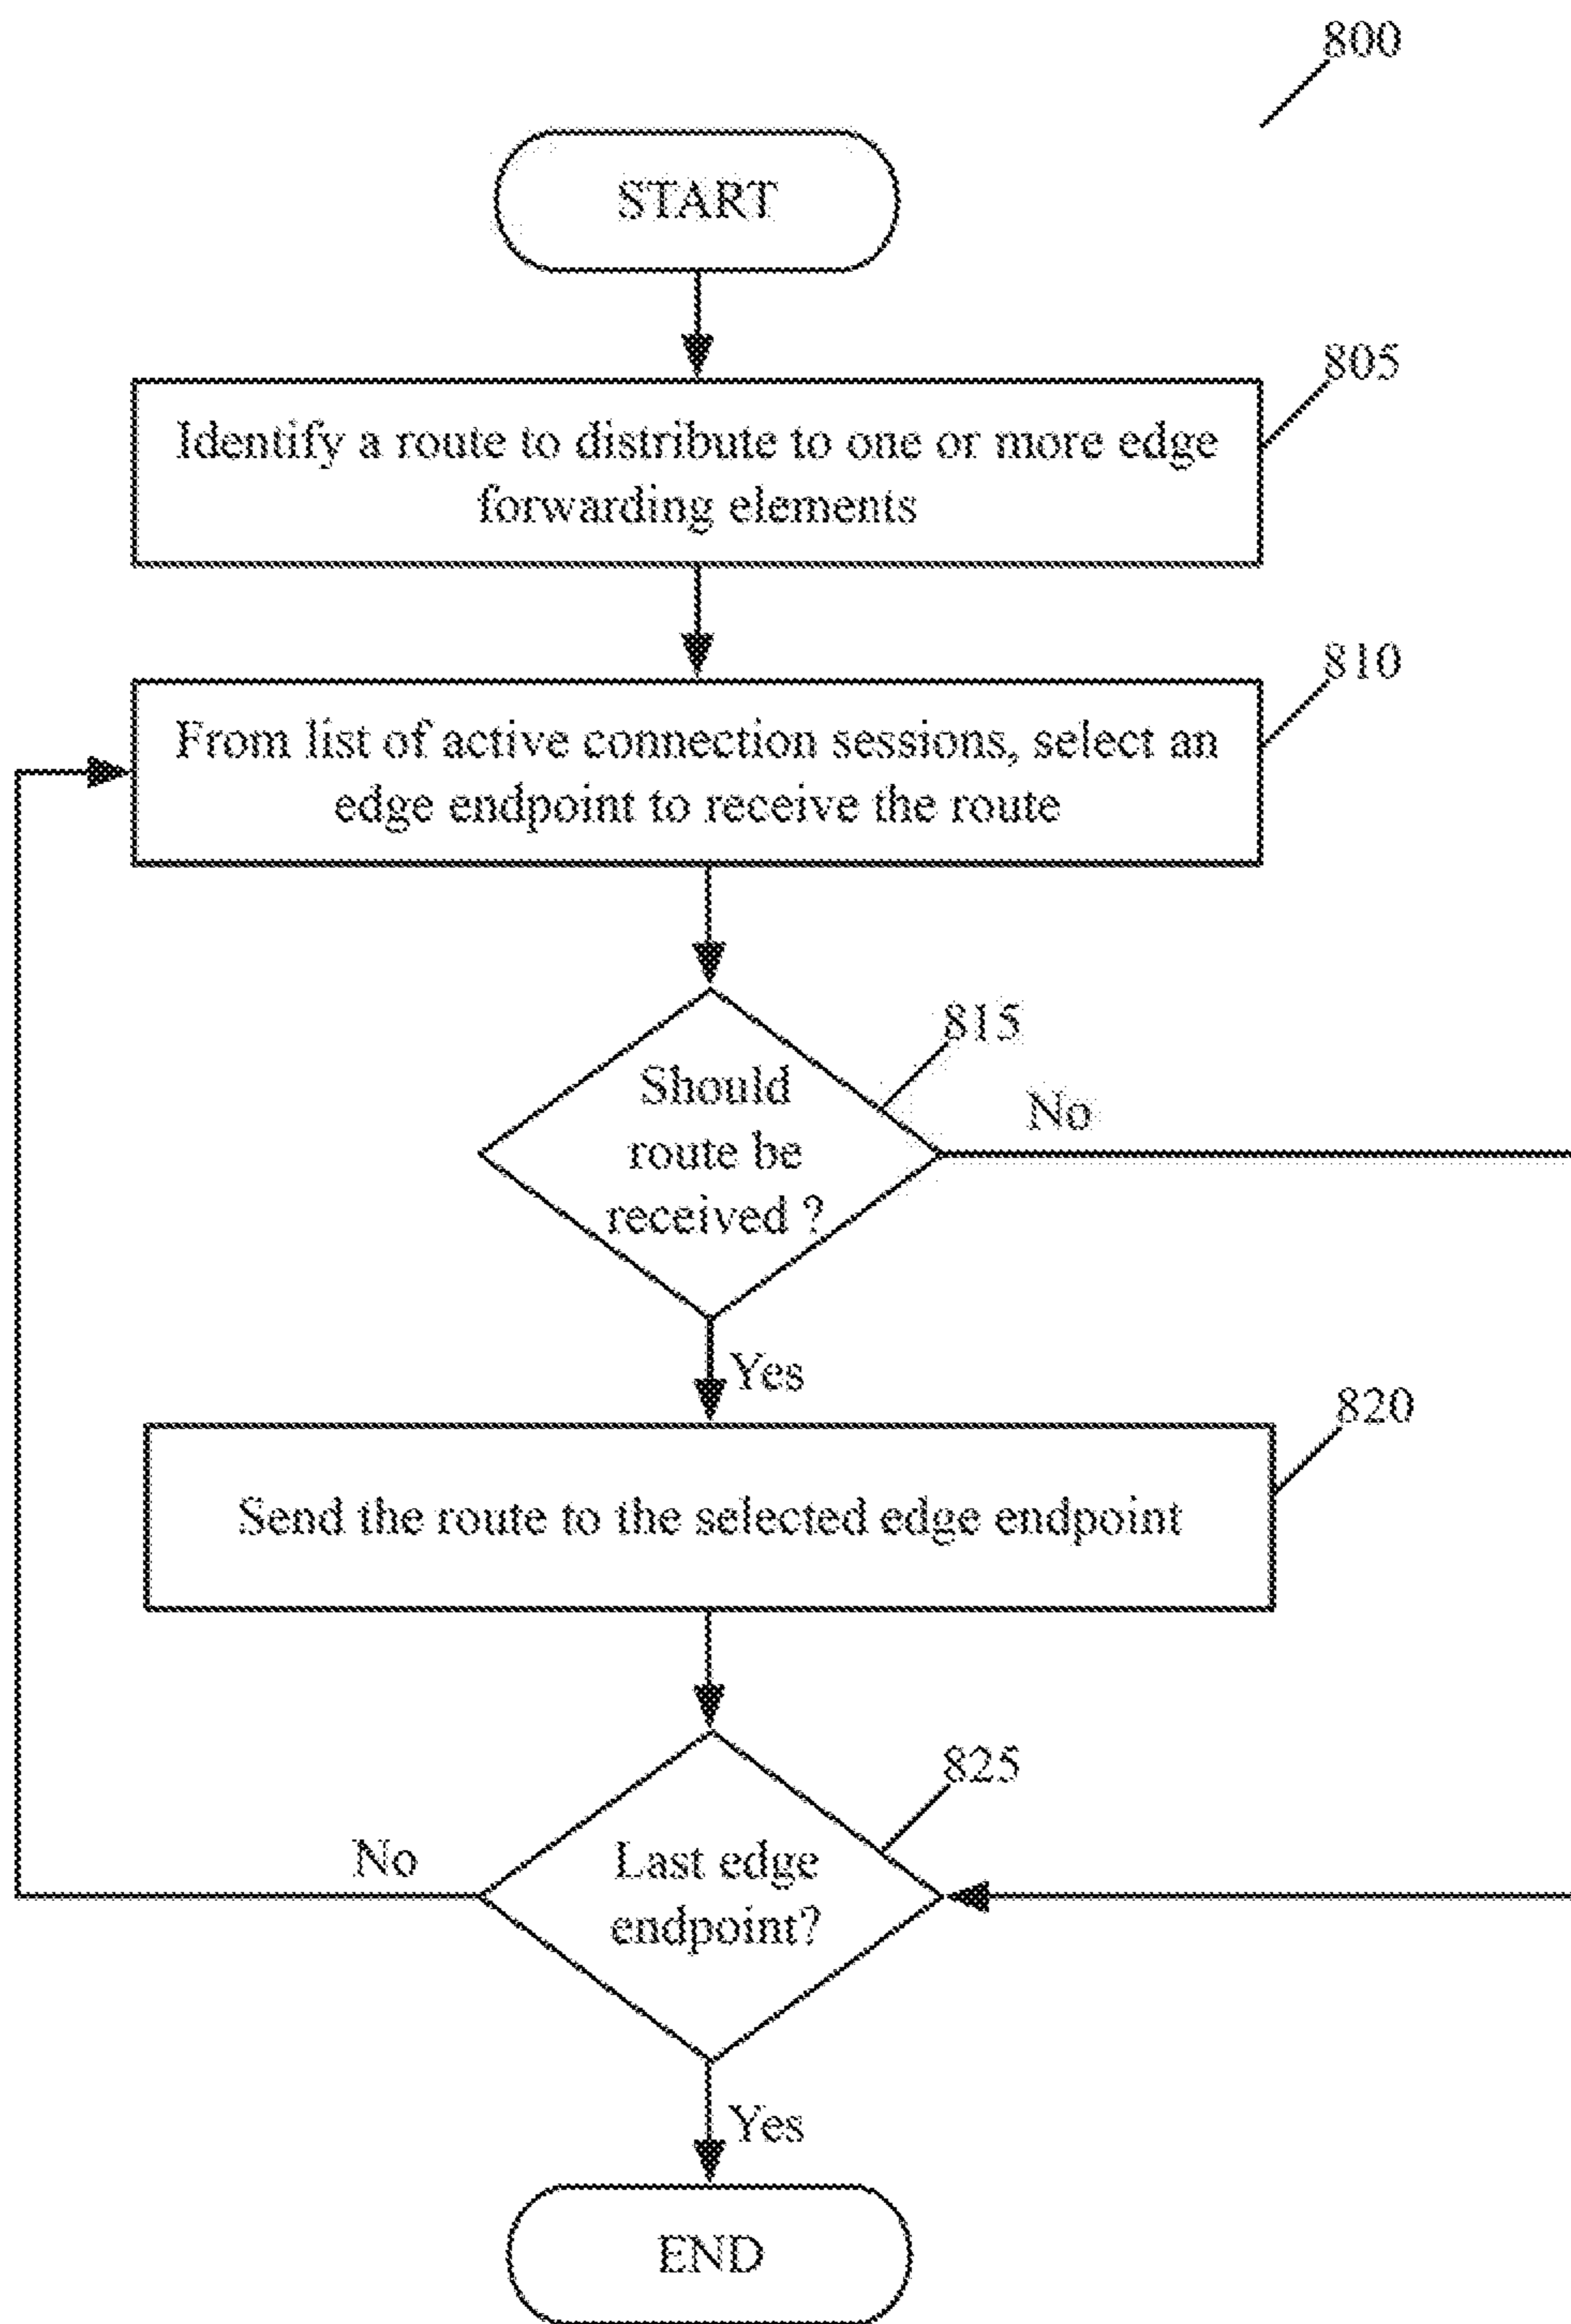 800
START
805
Identify a route to distribute to one or more edge
forwarding elements
810
From list of active connection sessions, select an
edge endpoint to receive the route
815
Should
route be
received ?
No
Yes
820
Send the route to the selected edge endpoint
825
Last edge
endpoint?
No
Yes
END